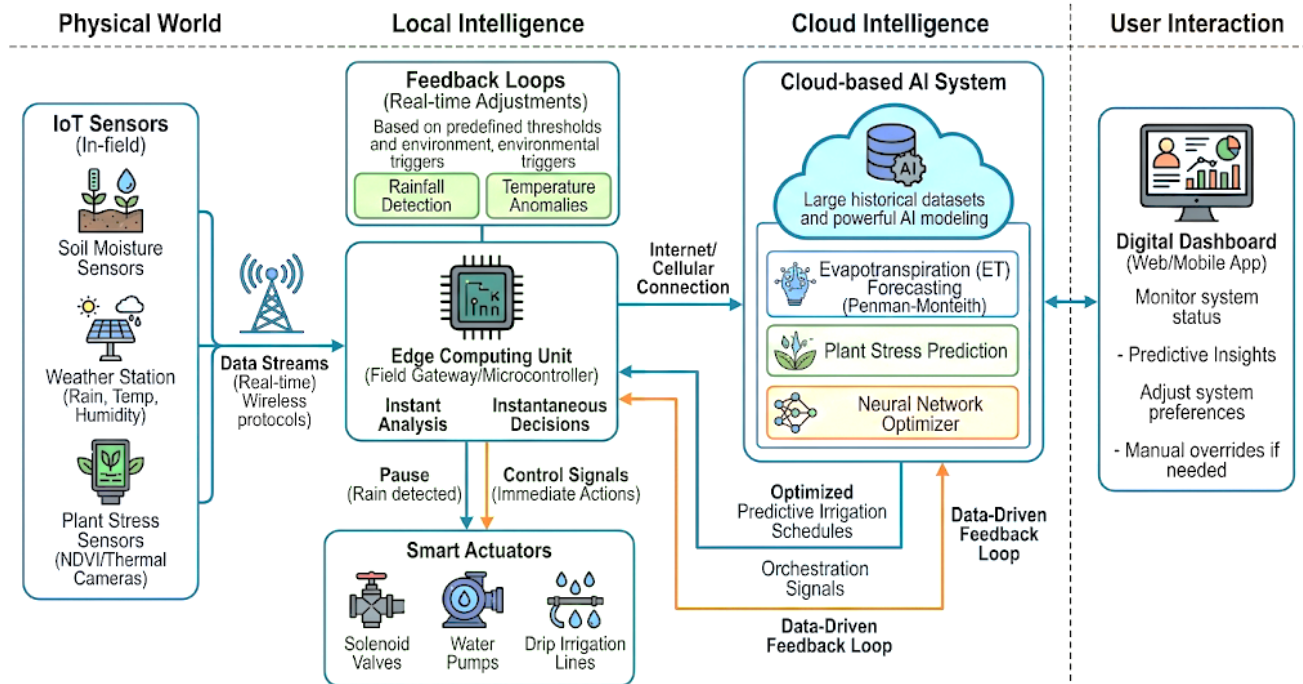 Physical World
Local Intelligence
Cloud Intelligence
User Interaction
IoT Sensors
(In-field)
Soil Moisture
Sensors
Weather Station
(Rain, Temp,
Humidity)
Plant Stress
Sensors
(NDVI/Thermal
Cameras)
Data Streams
(Real-time)
Wireless
protocols)
Feedback Loops
(Real-time Adjustments)
Based on predefined thresholds
and environment, environmental
triggers
triggers
Rainfall
Detection
Temperature
Anomalies
Edge Computing Unit
(Field Gateway/Microcontroller)
Instant
Analysis
Instantaneous
Decisions
Pause
(Rain detected)
Control Signals
(Immediate Actions)
Smart Actuators
Solenoid
Valves
Water
Pumps
Drip Irrigation
Lines
Internet/
Cellular
Connection
Cloud-based AI System
AI
Large historical datasets
and powerful AI modeling
Evapotranspiration (ET)
Forecasting
(Penman-Monteith)
Plant Stress Prediction
Neural Network
Optimizer
Optimized
Predictive Irrigation
Schedules
Orchestration
Signals
Data-Driven
Feedback Loop
Data-Driven
Feedback
Loop
Digital Dashboard
(Web/Mobile App)
Monitor system
status
- Predictive Insights
Adjust system
preferences
- Manual overrides if
needed